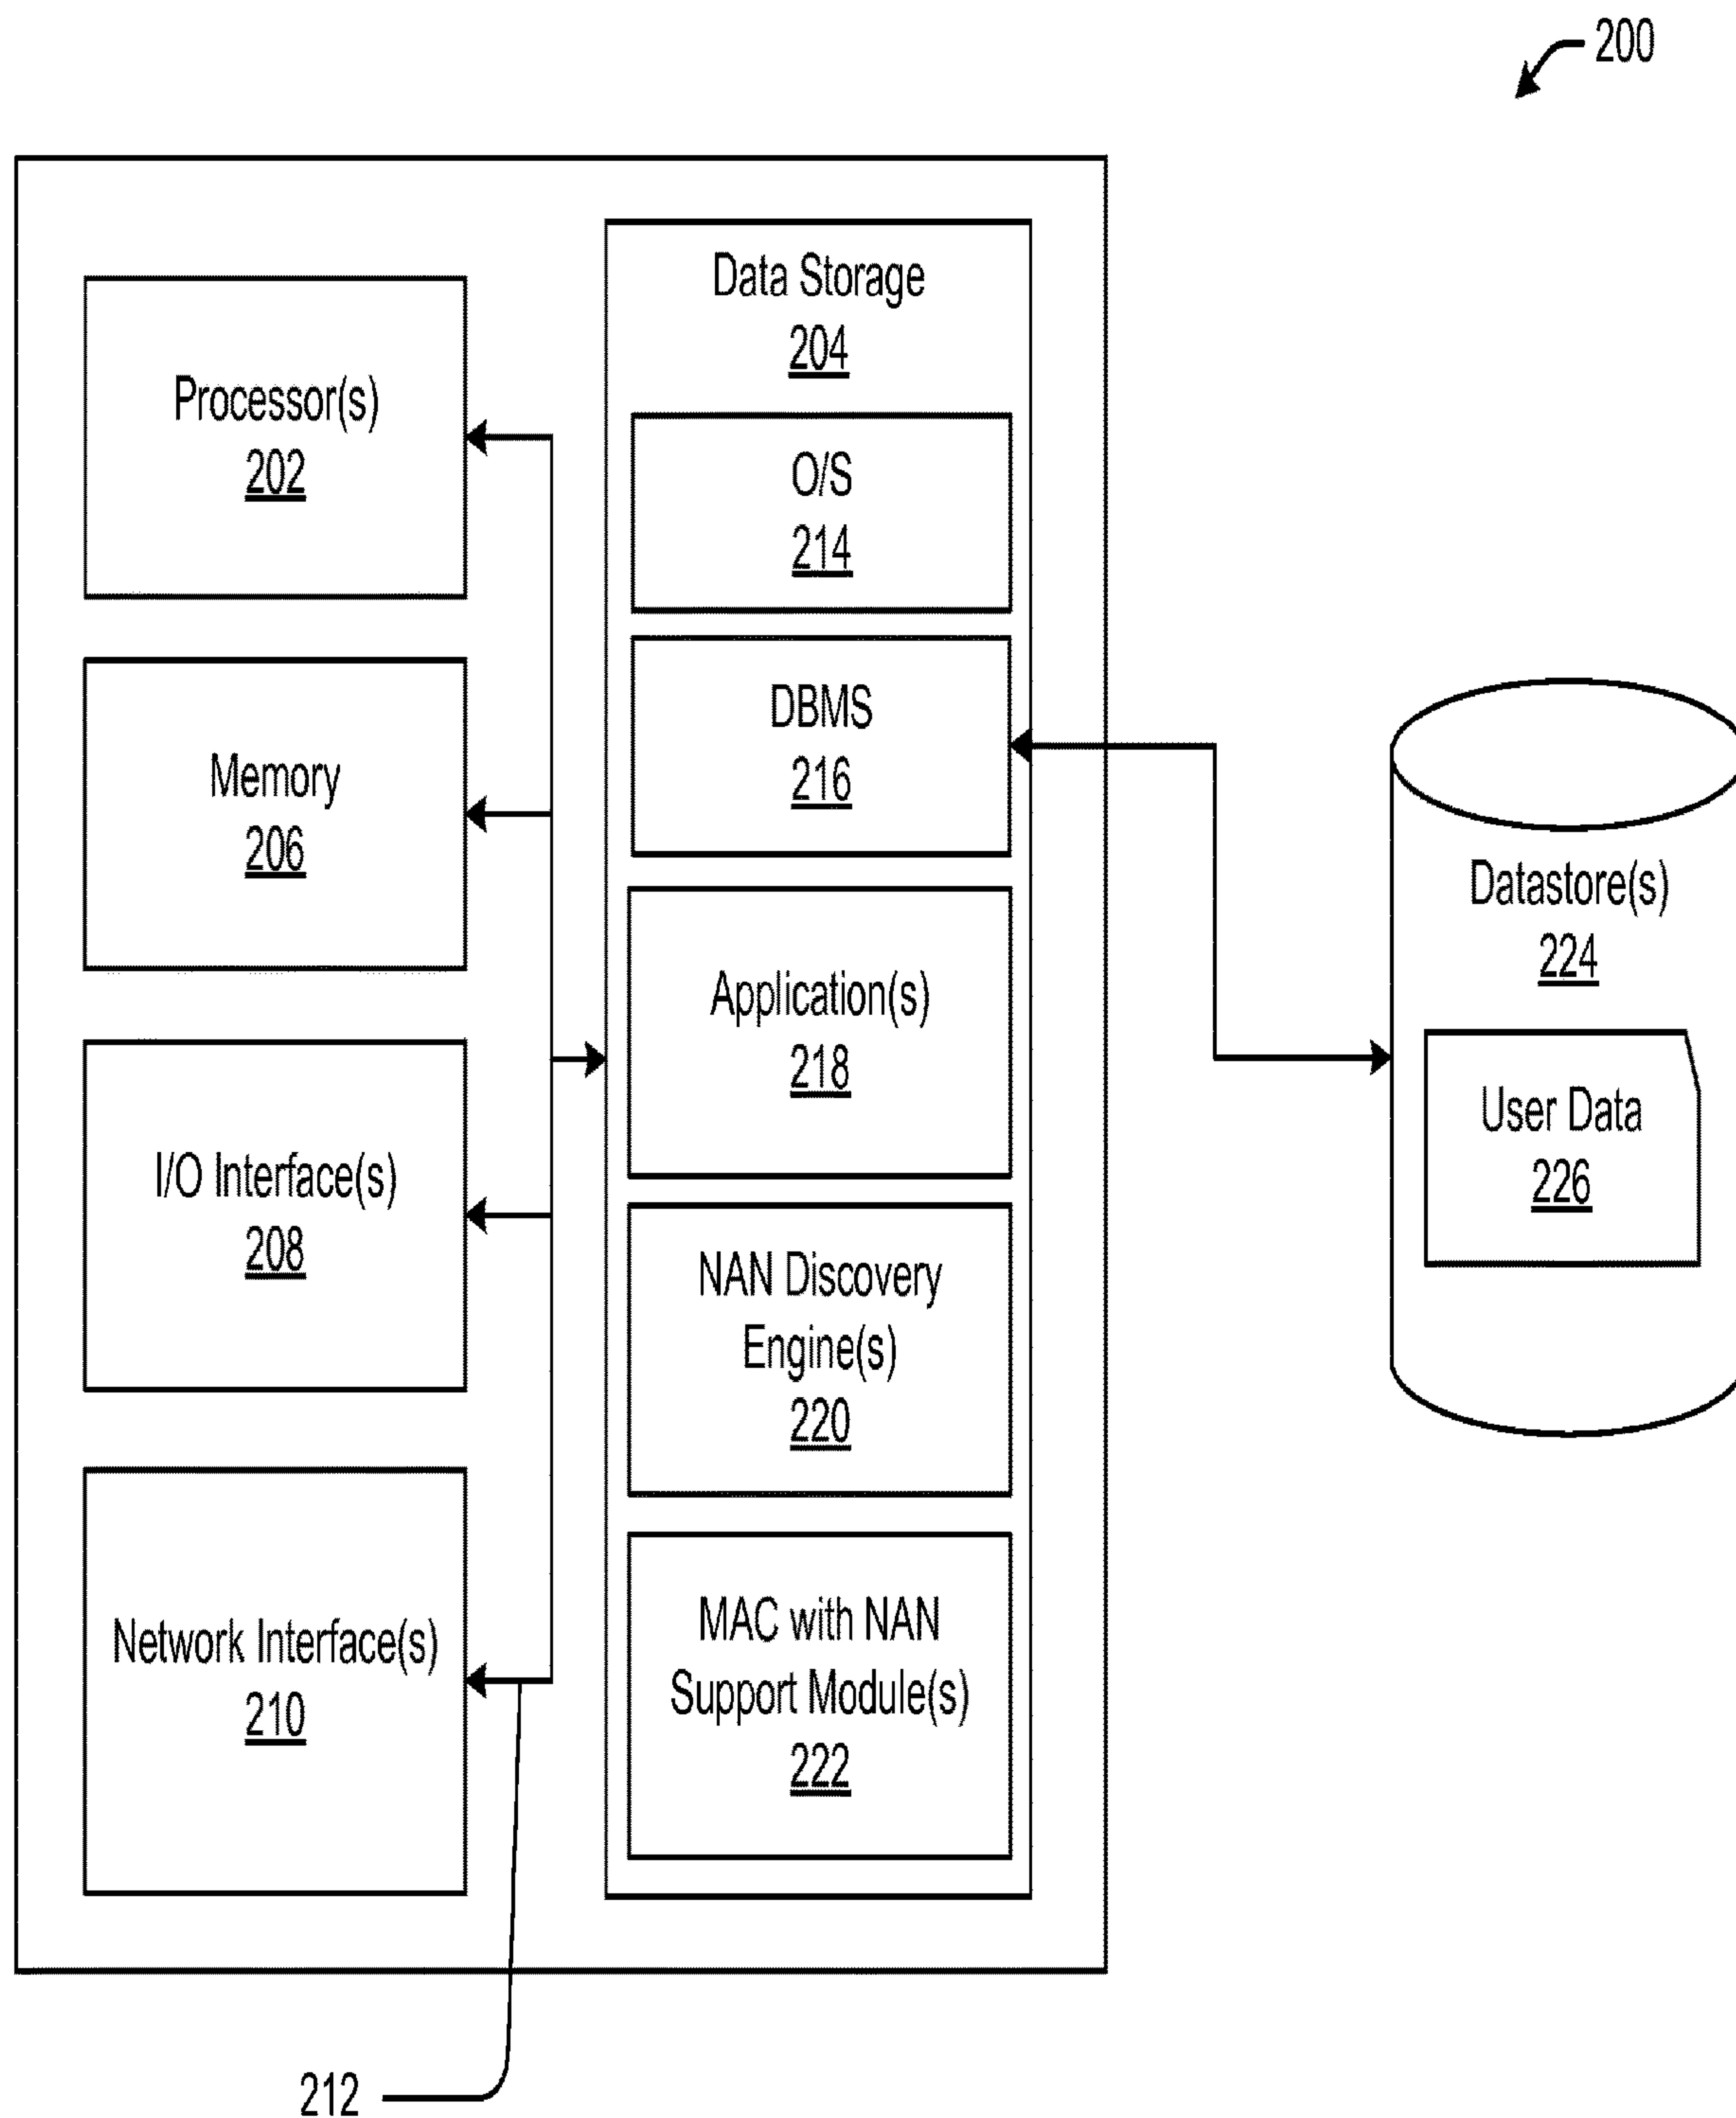 200
Processor(s)
202
Memory
206
I/O Interface(s)
208
Network Interface(s)
210
Data Storage
204
O/S
214
DBMS
216
Application(s)
218
NAN Discovery
Engine(s)
220
MAC with NAN
Support Module(s)
222
Datastore(s)
224
User Data
226
212